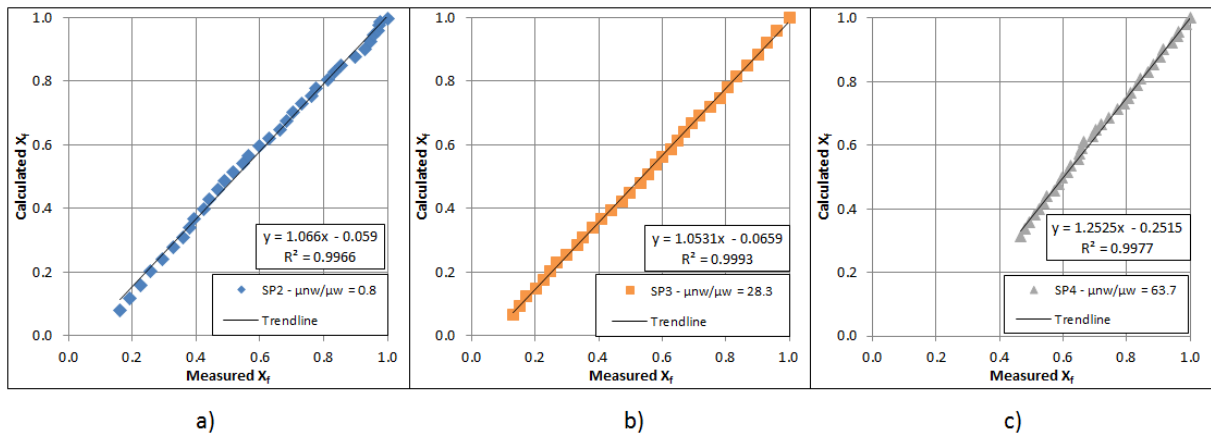 1.0
0.8
0.6
0.4
0.2
0.0
Calculated Xf
0.0 0.2 0.4 0.6 0.8 1.0
Measured Xf
y = 1.066x - 0.059
R² = 0.9966
SP2 - μnw/μw = 0.8
Trendline
a)
1.0
0.8
0.6
0.4
0.2
0.0
Calculated Xf
0.0 0.2 0.4 0.6 0.8 1.0
Measured Xf
y = 1.0531x - 0.0659
R² = 0.9993
SP3 - μnw/μw = 28.3
Trendline
b)
1.0
0.8
0.6
0.4
0.2
0.0
Calculated Xf
0.0 0.2 0.4 0.6 0.8 1.0
Measured Xf
y = 1.2525x - 0.2515
R² = 0.9977
SP4 - μnw/μw = 63.7
Trendline
c)